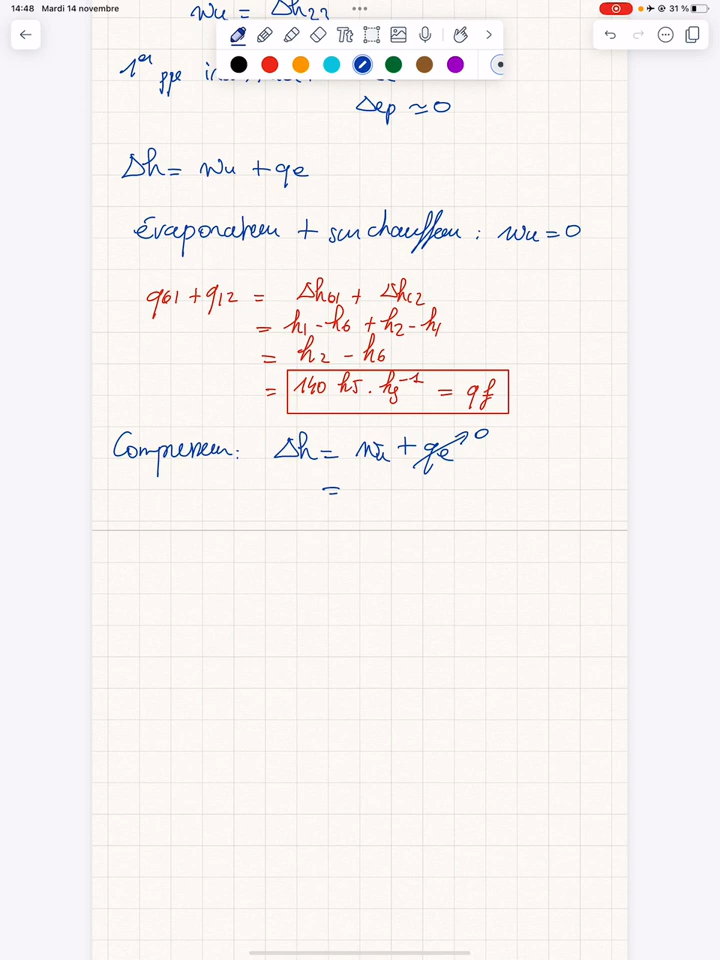 14:48 Mardi 14 novembre
31 %
wu = Δh23
Tt
1er ppe
Δep ≃ 0
Δh = wu + qe
évaporateur + surchauffeur : wu = 0
q61 + q12 = Δh61 + Δh12
= h1 - h6 + h2 - h1
= h2 - h6
= 140 kJ.kg⁻¹ = qf
Compresseur : Δh = wu + qe 0
=